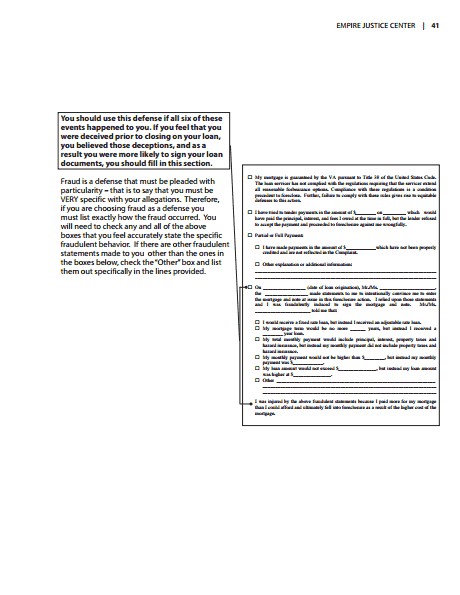 EMPIRE JUSTICE CENTER | 41
You should use this defense if all six of these
events happened to you. If you feel that you
were deceived prior to closing on your loan,
you believed those deceptions, and as a
result you were more likely to sign your loan
documents, you should fill in this section.
Fraud is a defense that must be pleaded with
particularity – that is to say that you must be
VERY specific with your allegations. Therefore,
if you are choosing fraud as a defense you
must list exactly how the fraud occurred. You
will need to check any and all of the above
boxes that you feel accurately state the specific
fraudulent behavior. If there are other fraudulent
statements made to you other than the ones in
the boxes below, check the "Other" box and list
them out specifically in the lines provided.
☐ My mortgage is guaranteed by the VA pursuant to Title 38 of the United States Code.
The loan servicer has not complied with the regulations requiring that the servicer extend
all reasonable forbearance options. Compliance with these regulations is a condition
precedent to foreclose. Further, failure to comply with these rules gives rise to equitable
defenses to this action.
☐ I have tried to tender payments in the amount of $______ on ________ which would
have paid the principal, interest, and fees I owed at the time in full, but the lender refused
to accept the payment and proceeded to foreclosure against me wrongfully.
☐ Partial or Full Payment:
☐ I have made payments in the amount of $________ which have not been properly
credited and are not reflected in the Complaint.
☐ Other explanation or additional information:
☐ On ____________ (date of loan origination), Mr./Ms. ________________,
the ____________ made statements to me to intentionally convince me to enter
the mortgage and note at issue in this foreclosure action. I relied upon those statements
and I was fraudulently induced to sign the mortgage and note. Mr./Ms.
________________ told me that:
☐ I would receive a fixed rate loan, but instead I received an adjustable rate loan.
☐ My mortgage term would be no more ______ years, but instead I received a
______ year loan.
☐ My total monthly payment would include principal, interest, property taxes and
hazard insurance, but instead my monthly payment did not include property taxes and
hazard insurance.
☐ My monthly payment would not be higher than $______, but instead my monthly
payment was $________.
☐ My loan amount would not exceed $________, but instead my loan amount
was higher at $__________.
☐ Other
I was injured by the above fraudulent statements because I paid more for my mortgage
than I could afford and ultimately fell into foreclosure as a result of the higher cost of the
mortgage.